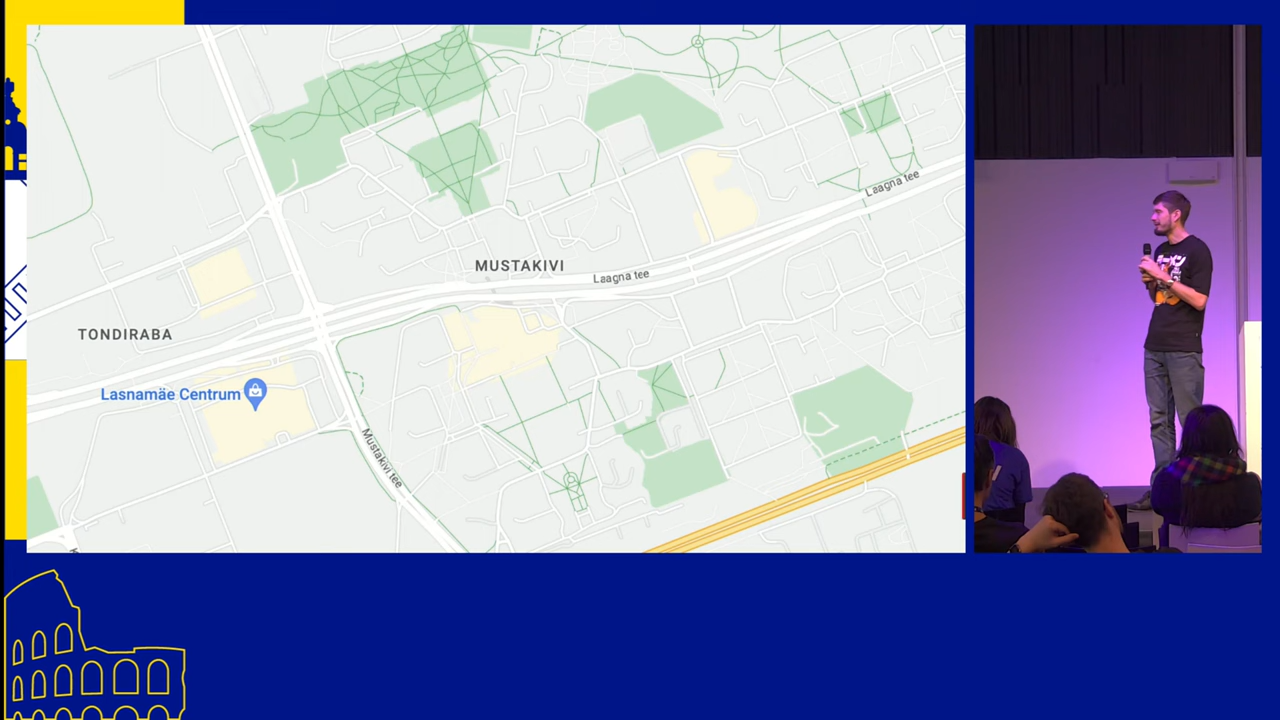 MUSTAKIVI
Laagna tee
Laagna tee
TONDIRABA
Lasnamäe Centrum
Mustakivi tee